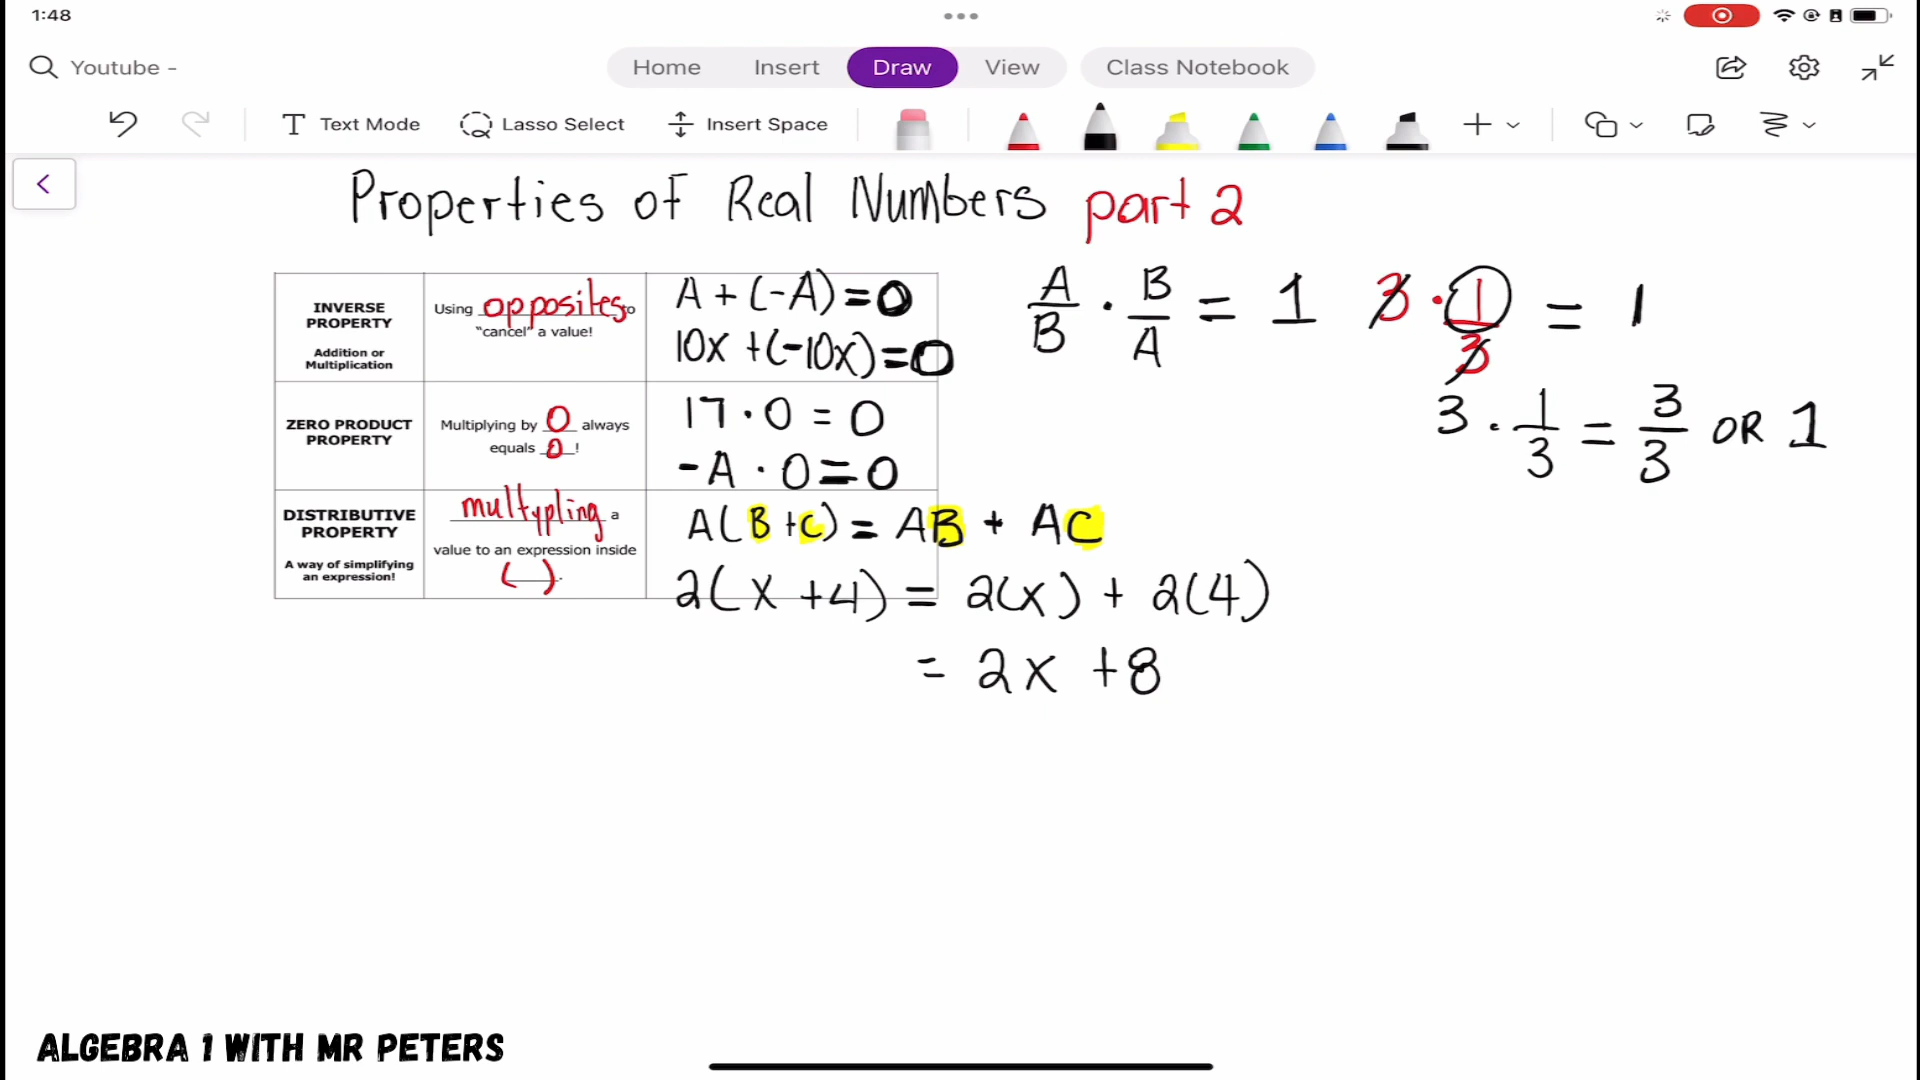 1:48
Youtube -
Home Insert Draw View Class Notebook
Text Mode Lasso Select Insert Space
Properties of Real Numbers part 2
INVERSE
PROPERTY
Addition or
Multiplication
Using opposites to
"cancel" a value!
A + (-A) = 0
10x + (-10x) = 0
A/B · B/A = 1
3 · 1/3 = 1
3 · 1/3 = 3/3 OR 1
ZERO PRODUCT
PROPERTY
Multiplying by 0 always
equals 0!
17 · 0 = 0
-A · 0 = 0
DISTRIBUTIVE
PROPERTY
A way of simplifying
an expression!
multypling a
value to an expression inside
( ).
A(B+C) = AB + AC
2(x+4) = 2(x) + 2(4)
= 2x +8
ALGEBRA 1 WITH MR PETERS